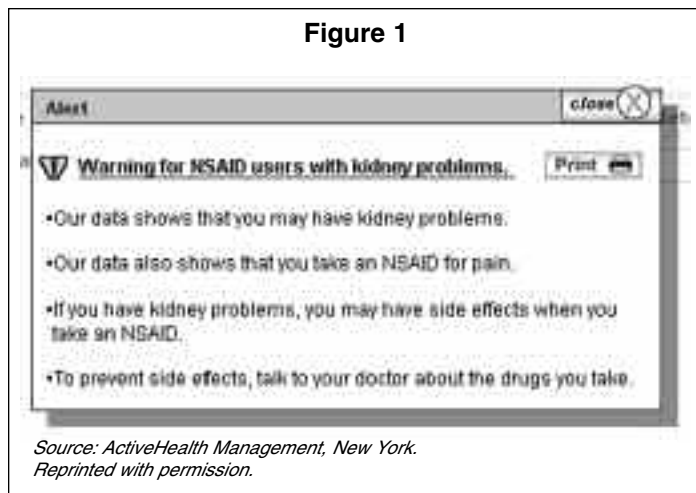 Figure 1
Alert
close
Warning for NSAID users with kidney problems.
Print
•Our data shows that you may have kidney problems.
•Our data also shows that you take an NSAID for pain.
•If you have kidney problems, you may have side effects when you
take an NSAID.
•To prevent side effects, talk to your doctor about the drugs you take.
Source: ActiveHealth Management, New York.
Reprinted with permission.